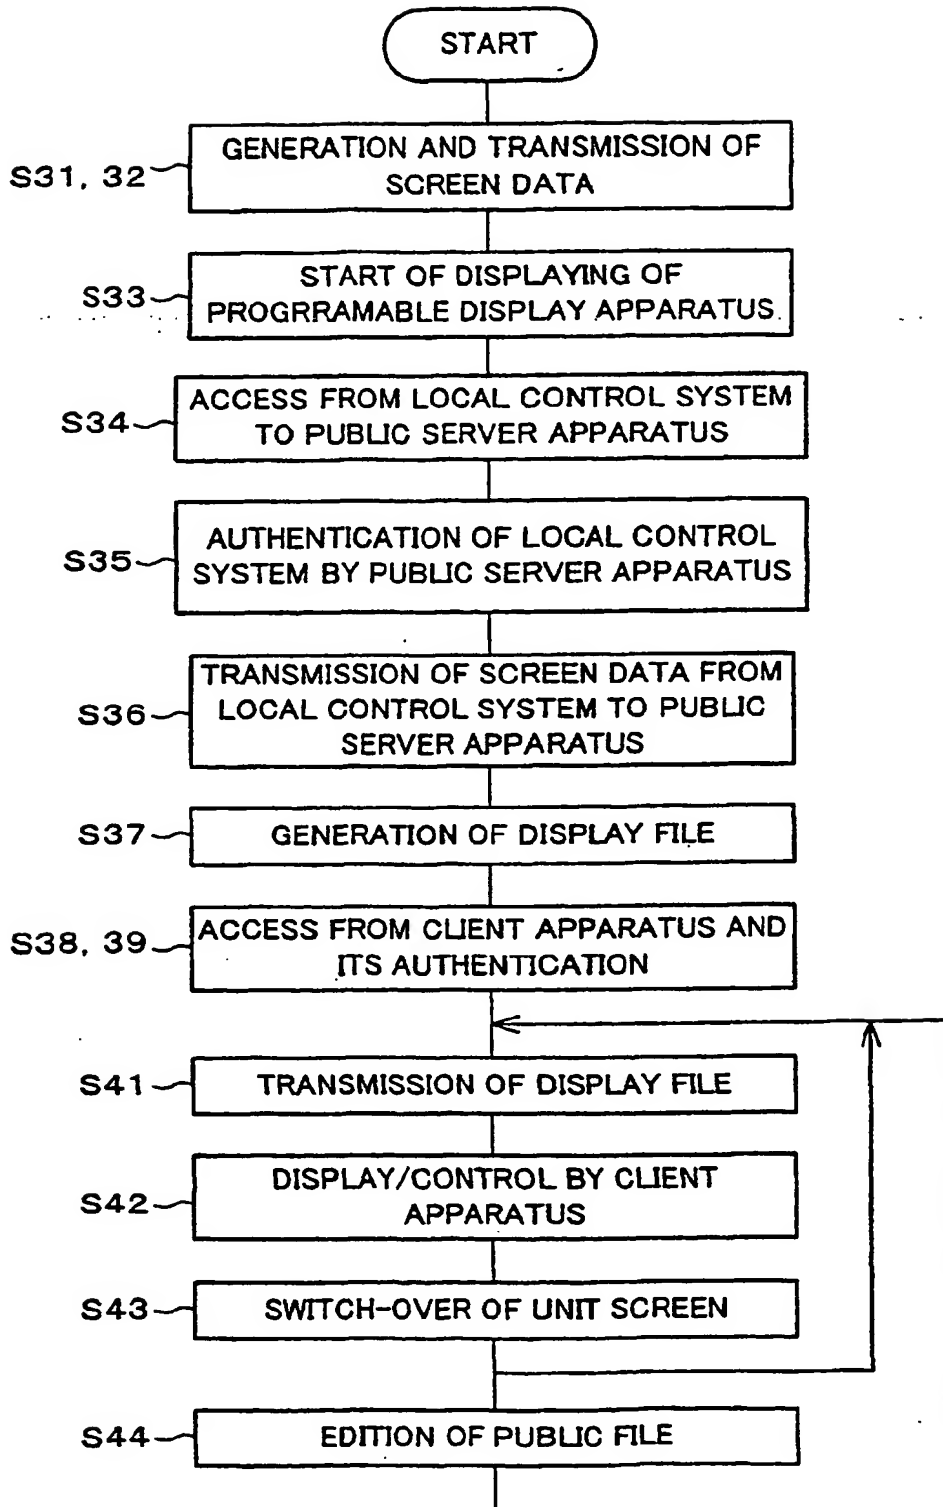 START
S31, 32
GENERATION AND TRANSMISSION OF
SCREEN DATA
S33
START OF DISPLAYING OF
PROGRRAMABLE DISPLAY APPARATUS
S34
ACCESS FROM LOCAL CONTROL SYSTEM
TO PUBLIC SERVER APPARATUS
S35
AUTHENTICATION OF LOCAL CONTROL
SYSTEM BY PUBLIC SERVER APPARATUS
S36
TRANSMISSION OF SCREEN DATA FROM
LOCAL CONTROL SYSTEM TO PUBLIC
SERVER APPARATUS
S37
GENERATION OF DISPLAY FILE
S38, 39
ACCESS FROM CLIENT APPARATUS AND
ITS AUTHENTICATION
S41
TRANSMISSION OF DISPLAY FILE
S42
DISPLAY/CONTROL BY CLIENT
APPARATUS
S43
SWITCH-OVER OF UNIT SCREEN
S44
EDITION OF PUBLIC FILE